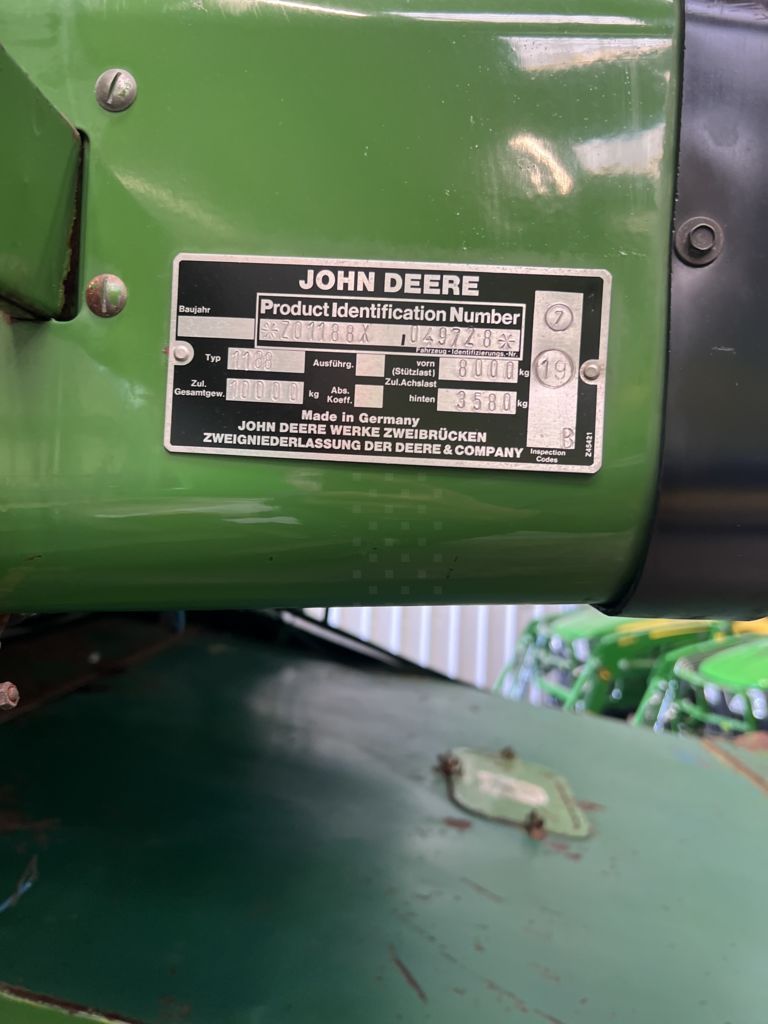 JOHN DEERE
Baujahr
Product Identification Number
*Z01188X 049728*
Fahrzeug - Identifizierungs.-Nr.
7
Typ 1188 Ausführg. vorn (Stützlast) 8000 kg
19
Zul. Gesamtgew. 10000 kg Abs. Koeff. Zul.Achslast hinten 3580 kg
Made in Germany
JOHN DEERE WERKE ZWEIBRÜCKEN
ZWEIGNIEDERLASSUNG DER DEERE & COMPANY
B
Inspection Codes
Z45421